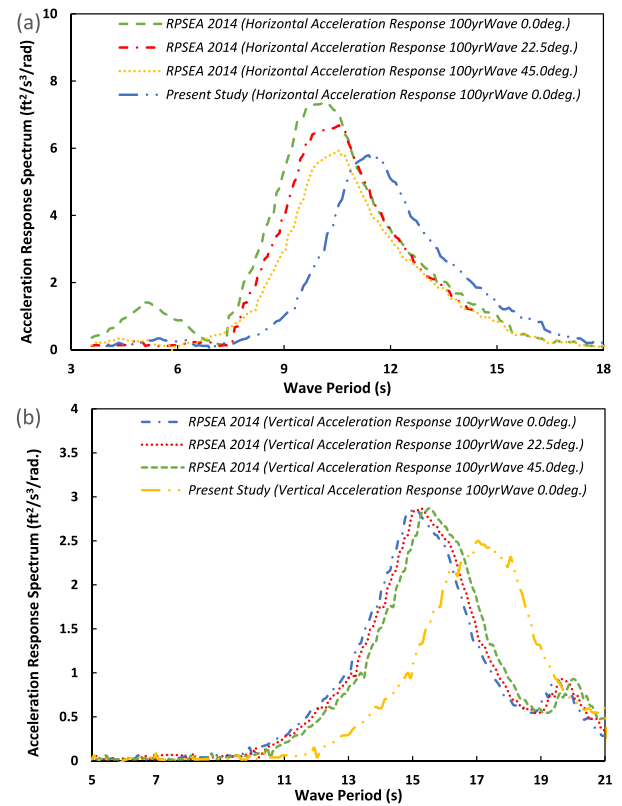 (a)
RPSEA 2014 (Horizontal Acceleration Response 100yrWave 0.0deg.)
RPSEA 2014 (Horizontal Acceleration Response 100yrWave 22.5deg.)
RPSEA 2014 (Horizontal Acceleration Response 100yrWave 45.0deg.)
Present Study (Horizontal Acceleration Response 100yrWave 0.0deg.)
Acceleration Response Spectrum (ft²/s³/rad)
10
8
6
4
2
0
3 6 9 12 15 18
Wave Period (s)
(b)
RPSEA 2014 (Vertical Acceleration Response 100yrWave 0.0deg.)
RPSEA 2014 (Vertical Acceleration Response 100yrWave 22.5deg.)
RPSEA 2014 (Vertical Acceleration Response 100yrWave 45.0deg.)
Present Study (Vertical Acceleration Response 100yrWave 0.0deg.)
Acceleration Response Spectrum (ft²/s³/rad.)
4
3.5
3
2.5
2
1.5
1
0.5
0
5 7 9 11 13 15 17 19 21
Wave Period (s)